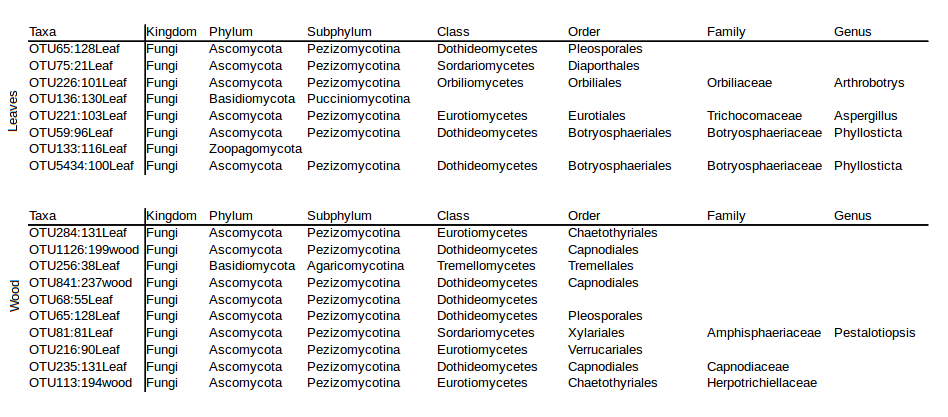 Taxa Kingdom Phylum Subphylum Class Order Family Genus
OTU65:128Leaf Fungi Ascomycota Pezizomycotina Dothideomycetes Pleosporales
OTU75:21Leaf Fungi Ascomycota Pezizomycotina Sordariomycetes Diaporthales
OTU226:101Leaf Fungi Ascomycota Pezizomycotina Orbiliomycetes Orbiliales Orbiliaceae Arthrobotrys
OTU136:130Leaf Fungi Basidiomycota Pucciniomycotina
OTU221:103Leaf Fungi Ascomycota Pezizomycotina Eurotiomycetes Eurotiales Trichocomaceae Aspergillus
OTU59:96Leaf Fungi Ascomycota Pezizomycotina Dothideomycetes Botryosphaeriales Botryosphaeriaceae Phyllosticta
OTU133:116Leaf Fungi Zoopagomycota
OTU5434:100Leaf Fungi Ascomycota Pezizomycotina Dothideomycetes Botryosphaeriales Botryosphaeriaceae Phyllosticta
Leaves
Taxa Kingdom Phylum Subphylum Class Order Family Genus
OTU284:131Leaf Fungi Ascomycota Pezizomycotina Eurotiomycetes Chaetothyriales
OTU1126:199wood Fungi Ascomycota Pezizomycotina Dothideomycetes Capnodiales
OTU256:38Leaf Fungi Basidiomycota Agaricomycotina Tremellomycetes Tremellales
OTU841:237wood Fungi Ascomycota Pezizomycotina Dothideomycetes Capnodiales
OTU68:55Leaf Fungi Ascomycota Pezizomycotina Dothideomycetes
OTU65:128Leaf Fungi Ascomycota Pezizomycotina Dothideomycetes Pleosporales
OTU81:81Leaf Fungi Ascomycota Pezizomycotina Sordariomycetes Xylariales Amphisphaeriaceae Pestalotiopsis
OTU216:90Leaf Fungi Ascomycota Pezizomycotina Eurotiomycetes Verrucariales
OTU235:131Leaf Fungi Ascomycota Pezizomycotina Dothideomycetes Capnodiales Capnodiaceae
OTU113:194wood Fungi Ascomycota Pezizomycotina Eurotiomycetes Chaetothyriales Herpotrichiellaceae
Wood